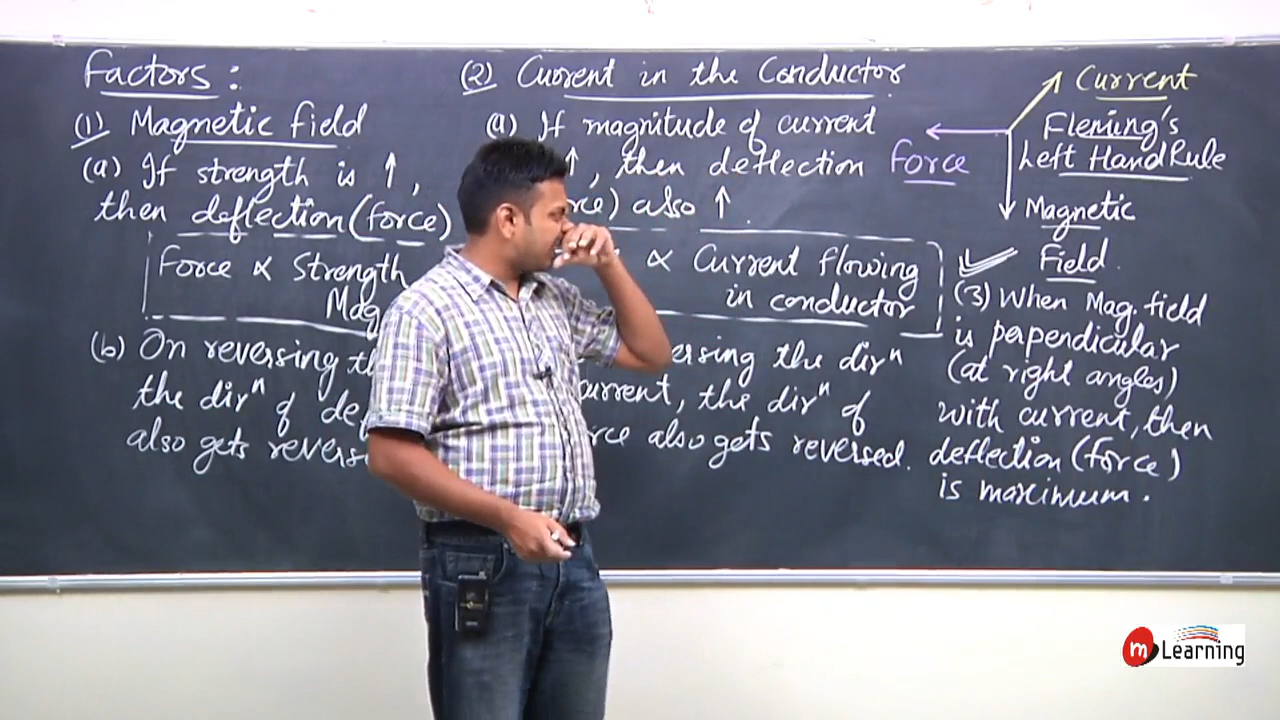 Factors:
(1) Magnetic field
(a) If strength is ↑,
then deflection (force)
Force ∝ Strength
Mag
(b) On reversing th
the dirⁿ of de
also gets revers
(2) Current in the Conductor
(a) If magnitude of current
↑, then deflection
rce) also ↑.
∝ Current flowing
in conductor
ersing the dirⁿ
urrent, the dirⁿ of
rce also gets reversed.
Current
Fleming's
Force Left Hand Rule
Magnetic
Field.
(3) When Mag. field
is perpendicular
(at right angles)
with current, then
deflection (force)
is maximum.
m Learning